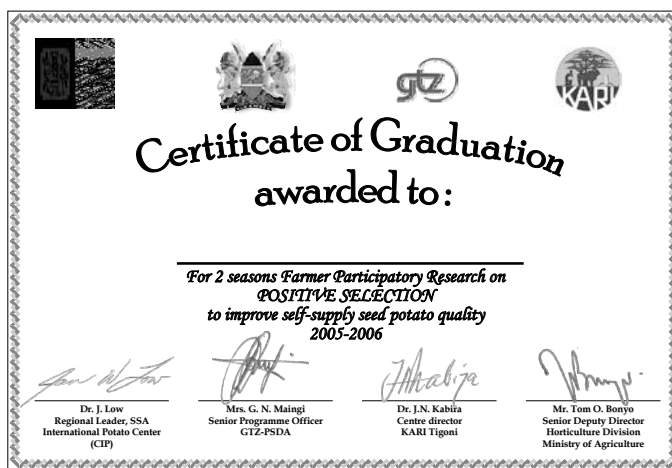 gtz
KARI
Certificate of Graduation
awarded to:
For 2 seasons Farmer Participatory Research on
POSITIVE SELECTION
to improve self-supply seed potato quality
2005-2006
Dr. J. Low
Regional Leader, SSA
International Potato Center
(CIP)
Mrs. G. N. Maingi
Senior Programme Officer
GTZ-PSDA
Dr. J.N. Kabira
Centre director
KARI Tigoni
Mr. Tom O. Bonyo
Senior Deputy Director
Horticulture Division
Ministry of Agriculture